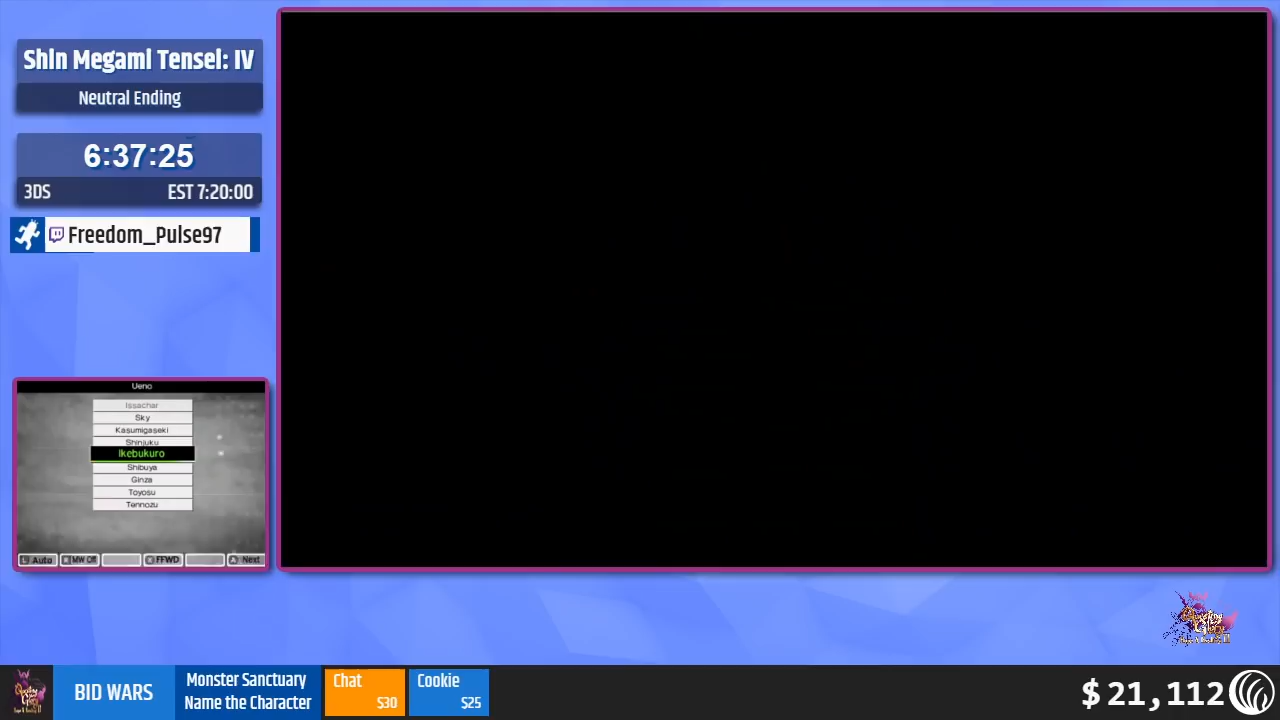 Shin Megami Tensei: IV
Neutral Ending
6:37:25
3DS
EST 7:20:00
Freedom_Pulse97
Ueno
Issachar
Sky
Kasumigaseki
Shinjuku
Ikebukuro
Shibuya
Ginza
Toyosu
Tennozu
L Auto
R MW Off
X FFWD
A Next
BID WARS
Monster Sanctuary
Name the Character
Chat
$30
Cookie
$25
$21,112